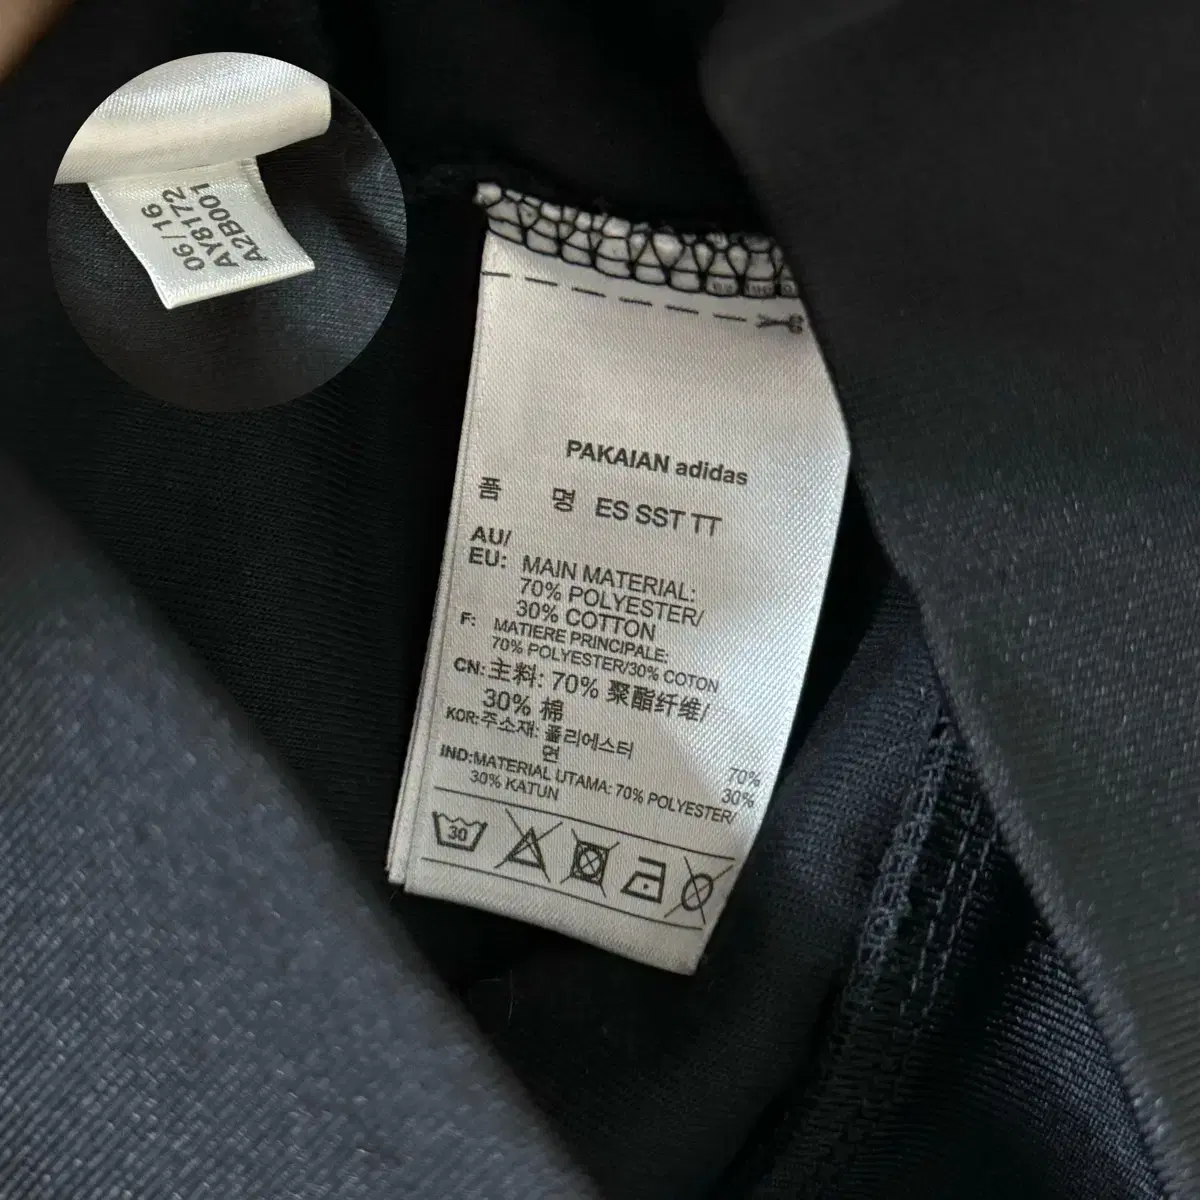 06/16
AY8172
A2B001
PAKAIAN adidas
품 명 ES SST TT
AU/
EU: MAIN MATERIAL:
70% POLYESTER/
30% COTTON
F: MATIERE PRINCIPALE:
70% POLYESTER/30% COTON
CN: 主料: 70% 聚酯纤维/
30% 棉
KOR: 주소재: 폴리에스터 70%
면 30%
IND: MATERIAL UTAMA: 70% POLYESTER/
30% KATUN
30